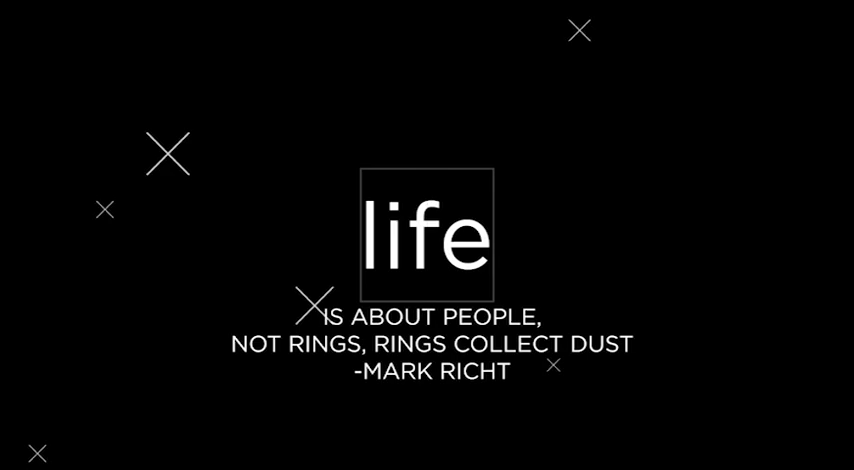 life
IS ABOUT PEOPLE,
NOT RINGS, RINGS COLLECT DUST
-MARK RICHT